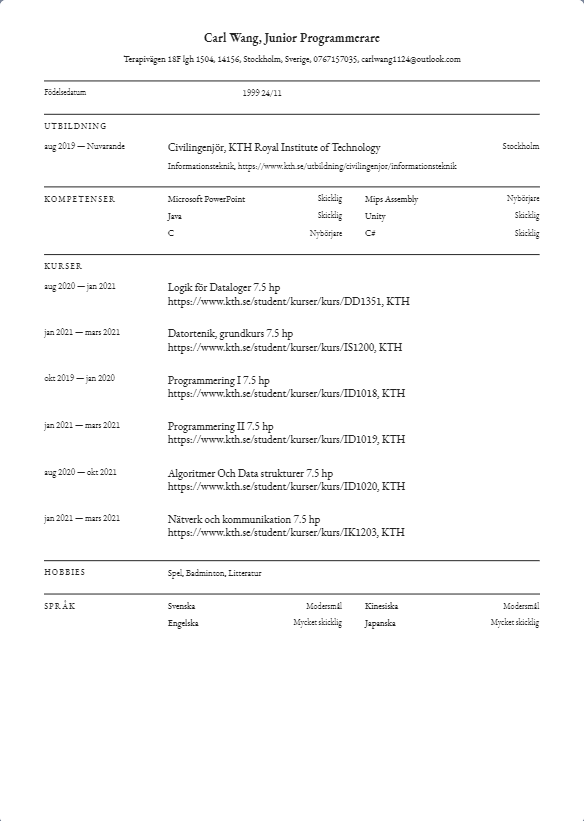 Carl Wang, Junior Programmerare
Terapivägen 18F lgh 1504, 14156, Stockholm, Sverige, 0767157035, carlwang1124@outlook.com
Födelsedatum 1999 24/11
UTBILDNING
aug 2019 — Nuvarande Civilingenjör, KTH Royal Institute of Technology Stockholm
Informationsteknik, https://www.kth.se/utbildning/civilingenjor/informationsteknik
KOMPETENSER Microsoft PowerPoint Skicklig Mips Assembly Nybörjare
Java Skicklig Unity Skicklig
C Nybörjare C# Skicklig
KURSER
aug 2020 — jan 2021 Logik för Dataloger 7.5 hp
https://www.kth.se/student/kurser/kurs/DD1351, KTH
jan 2021 — mars 2021 Datortenik, grundkurs 7.5 hp
https://www.kth.se/student/kurser/kurs/IS1200, KTH
okt 2019 — jan 2020 Programmering I 7.5 hp
https://www.kth.se/student/kurser/kurs/ID1018, KTH
jan 2021 — mars 2021 Programmering II 7.5 hp
https://www.kth.se/student/kurser/kurs/ID1019, KTH
aug 2020 — okt 2021 Algoritmer Och Data strukturer 7.5 hp
https://www.kth.se/student/kurser/kurs/ID1020, KTH
jan 2021 — mars 2021 Nätverk och kommunikation 7.5 hp
https://www.kth.se/student/kurser/kurs/IK1203, KTH
HOBBIES Spel, Badminton, Litteratur
SPRÅK Svenska Modersmål Kinesiska Modersmål
Engelska Mycket skicklig Japanska Mycket skicklig